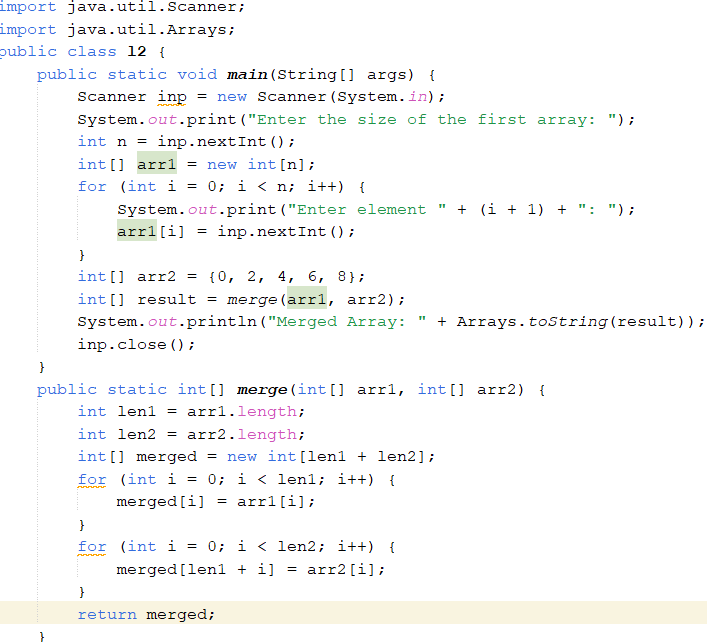 import java.util.Scanner;
import java.util.Arrays;
public class l2 {
    public static void main(String[] args) {
        Scanner inp = new Scanner(System.in);
        System.out.print("Enter the size of the first array: ");
        int n = inp.nextInt();
        int[] arr1 = new int[n];
        for (int i = 0; i < n; i++) {
            System.out.print("Enter element " + (i + 1) + ": ");
            arr1[i] = inp.nextInt();
        }
        int[] arr2 = {0, 2, 4, 6, 8};
        int[] result = merge(arr1, arr2);
        System.out.println("Merged Array: " + Arrays.toString(result));
        inp.close();
    }
    public static int[] merge(int[] arr1, int[] arr2) {
        int len1 = arr1.length;
        int len2 = arr2.length;
        int[] merged = new int[len1 + len2];
        for (int i = 0; i < len1; i++) {
            merged[i] = arr1[i];
        }
        for (int i = 0; i < len2; i++) {
            merged[len1 + i] = arr2[i];
        }
        return merged;
    }